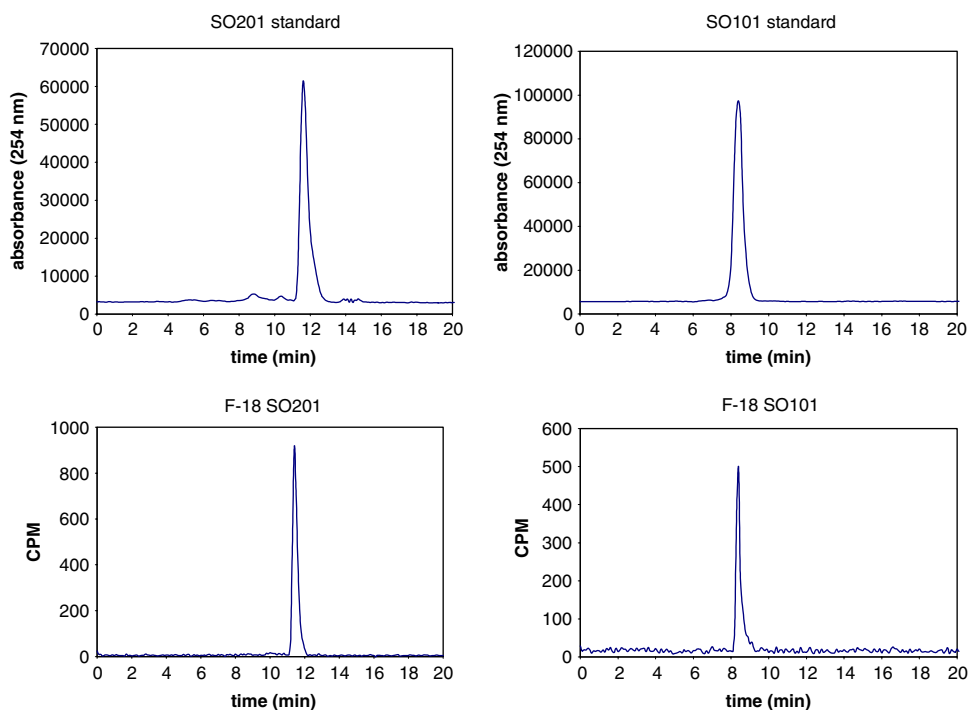 SO201 standard
absorbance (254 nm)
70000
60000
50000
40000
30000
20000
10000
0
0 2 4 6 8 10 12 14 16 18 20
time (min)
SO101 standard
absorbance (254 nm)
120000
100000
80000
60000
40000
20000
0
0 2 4 6 8 10 12 14 16 18 20
time (min)
F-18 SO201
CPM
1000
800
600
400
200
0
0 2 4 6 8 10 12 14 16 18 20
time (min)
F-18 SO101
CPM
600
500
400
300
200
100
0
0 2 4 6 8 10 12 14 16 18 20
time (min)